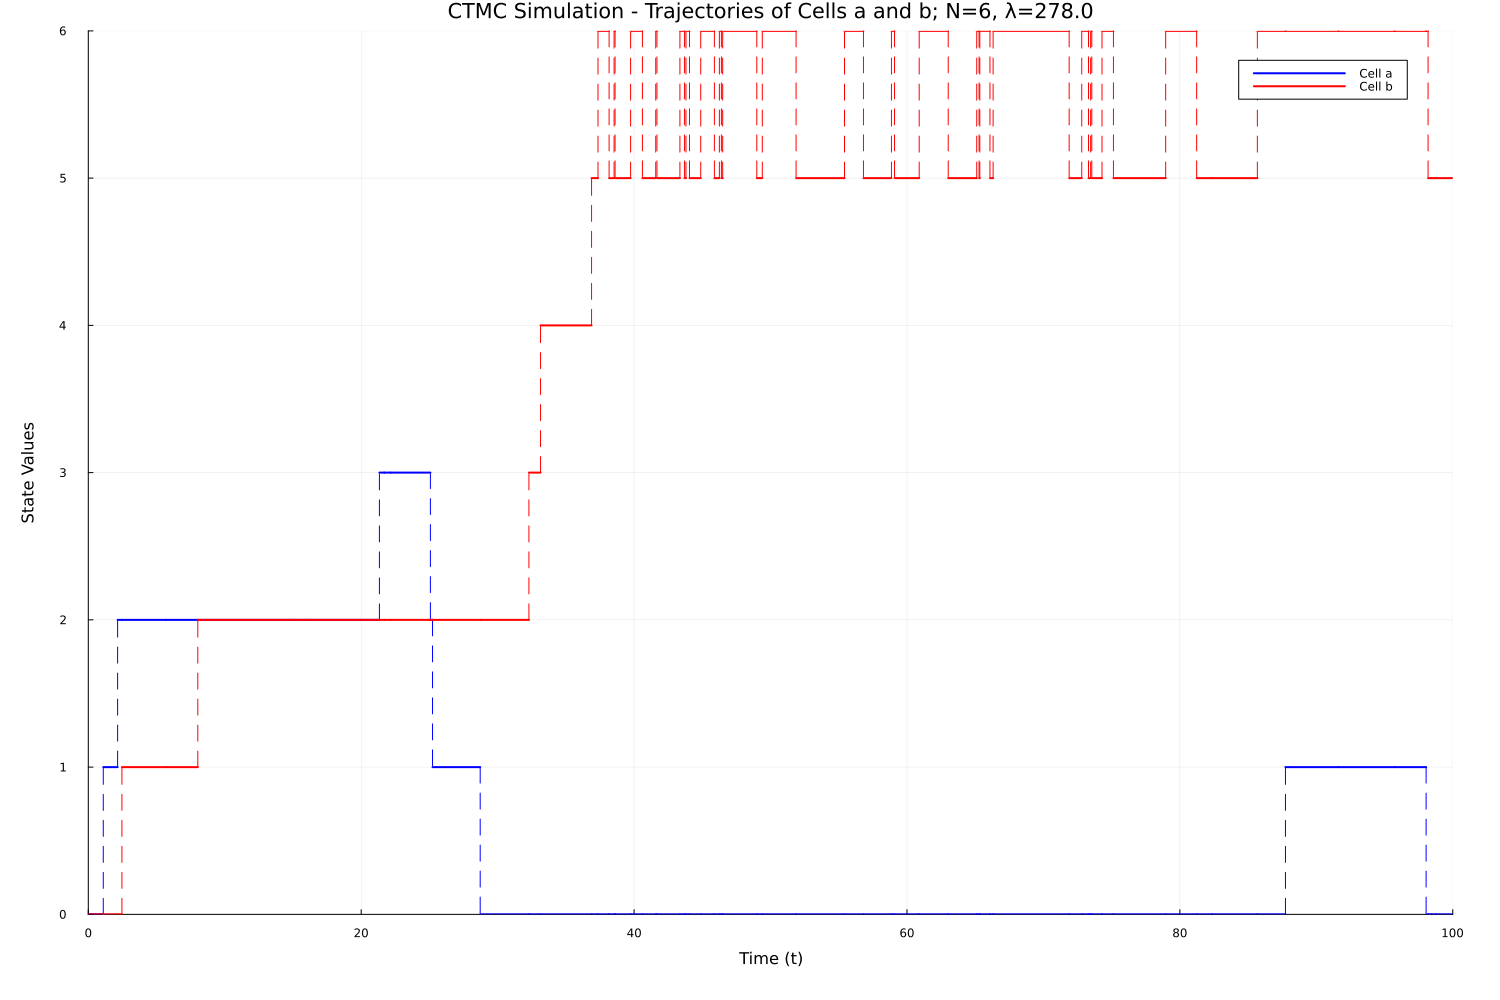 CTMC Simulation - Trajectories of Cells a and b; N=6, λ=278.0
6
Cell a
Cell b
5
4
State Values
3
2
1
0
0 20 40 60 80 100
Time (t)